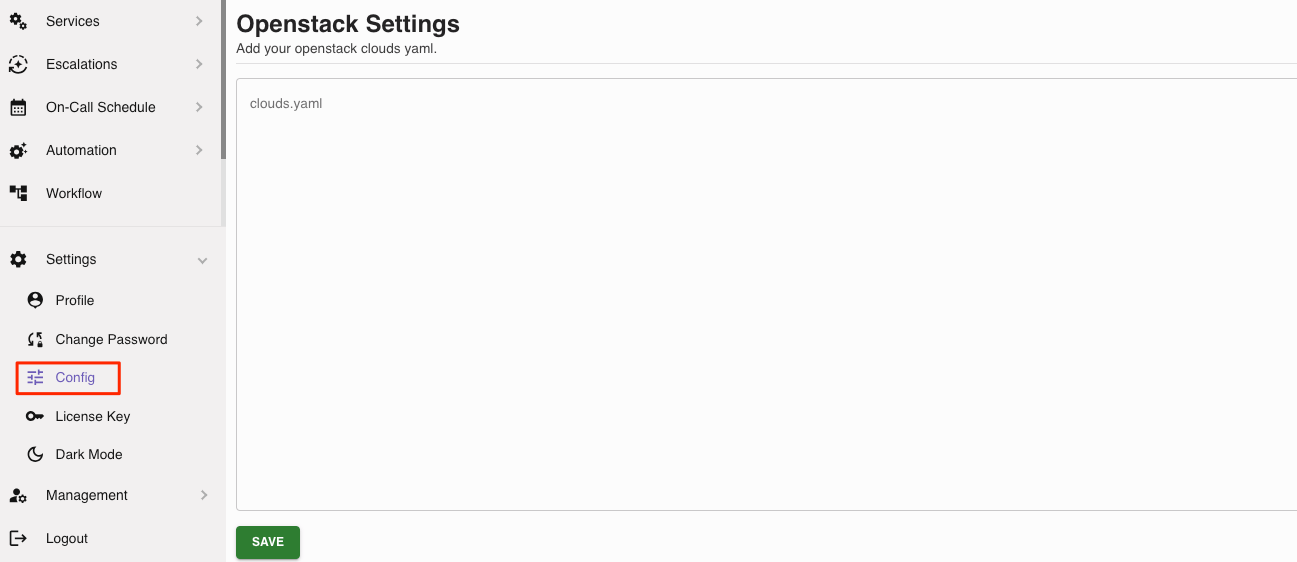 Services
Escalations
On-Call Schedule
Automation
Workflow
Settings
Profile
Change Password
Config
License Key
Dark Mode
Management
Logout
Openstack Settings
Add your openstack clouds yaml.
clouds.yaml
SAVE